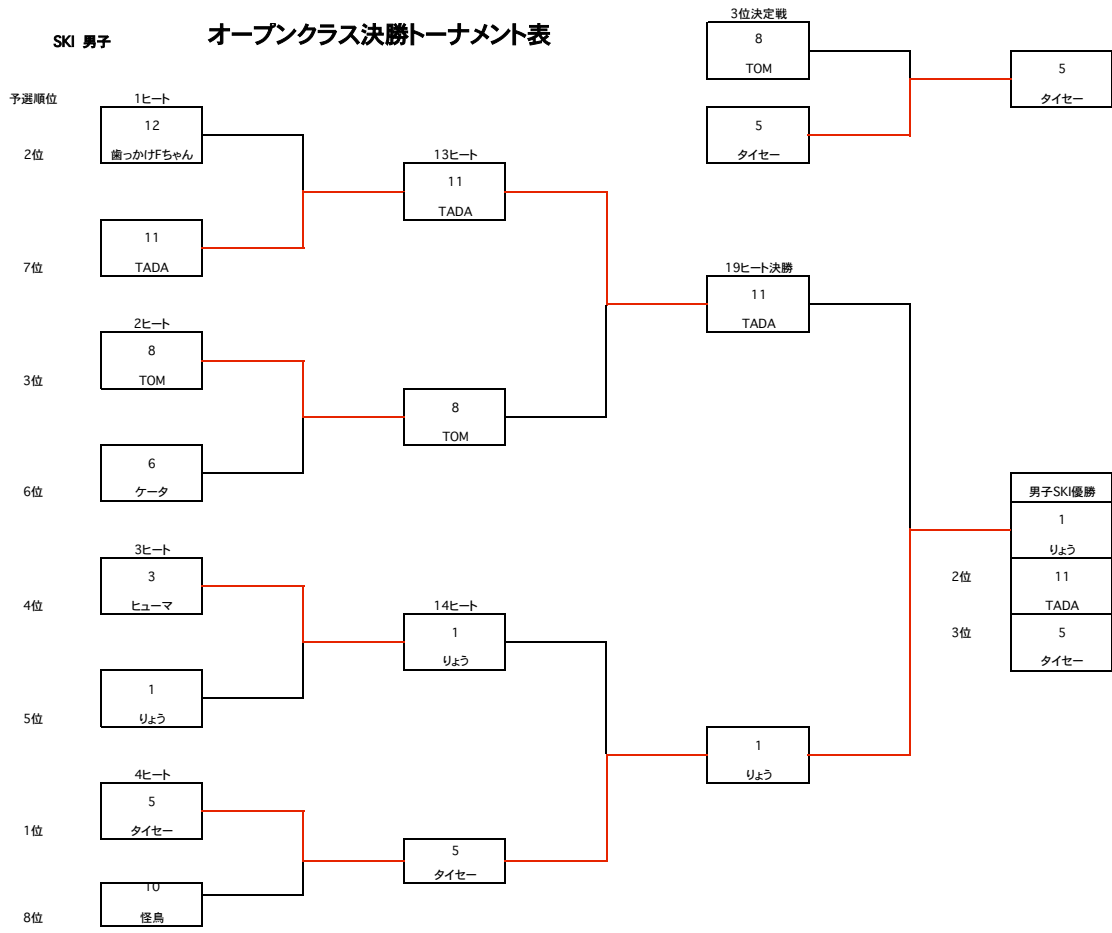 SKI 男子
オープンクラス決勝トーナメント表
3位決定戦
8
TOM
5
タイセー
5
タイセー
予選順位
1ヒート
12
2位
歯っかけFちゃん
13ヒート
11
TADA
11
7位
TADA
19ヒート決勝
11
TADA
2ヒート
8
3位
TOM
8
TOM
6
6位
ケータ
男子SKI優勝
1
りょう
2位
11
TADA
3位
5
タイセー
3ヒート
3
4位
ヒューマ
14ヒート
1
りょう
1
5位
りょう
1
りょう
4ヒート
5
1位
タイセー
5
タイセー
10
8位
怪鳥